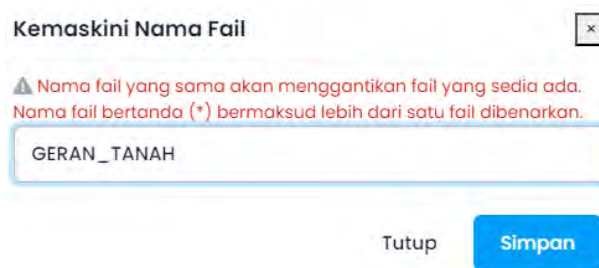 Kemaskini Nama Fail
×
Nama fail yang sama akan menggantikan fail yang sedia ada.
Nama fail bertanda (*) bermaksud lebih dari satu fail dibenarkan.
GERAN_TANAH
Tutup
Simpan